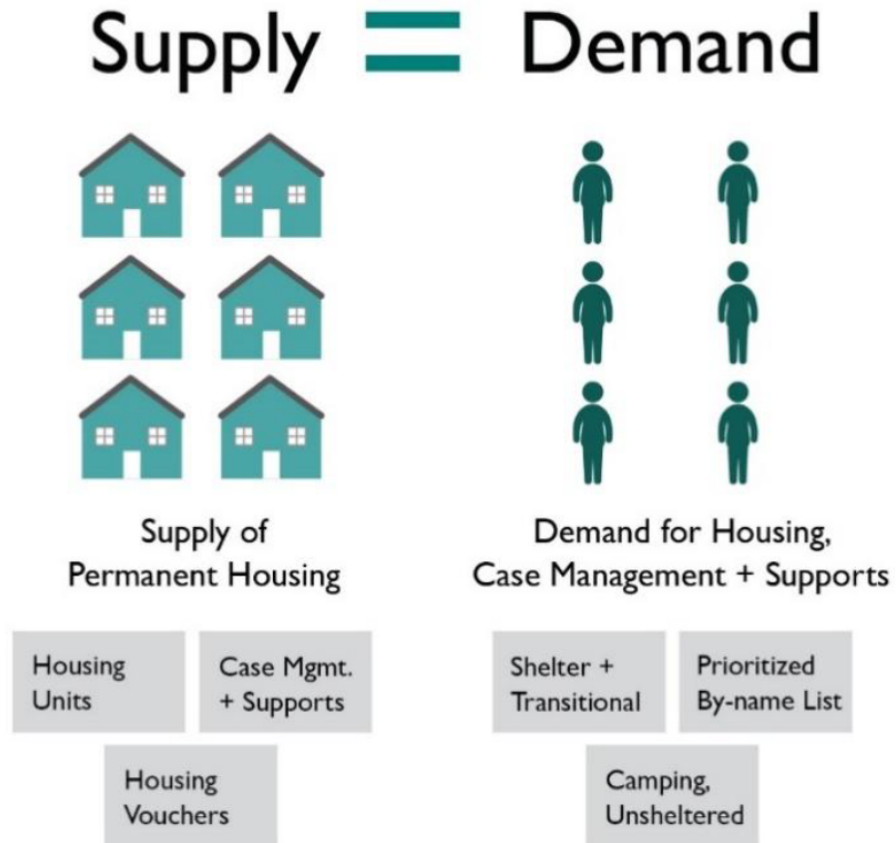 Supply = Demand
Supply of
Permanent Housing
Demand for Housing,
Case Management + Supports
Housing
Units
Case Mgmt.
+ Supports
Housing
Vouchers
Shelter +
Transitional
Prioritized
By-name List
Camping,
Unsheltered